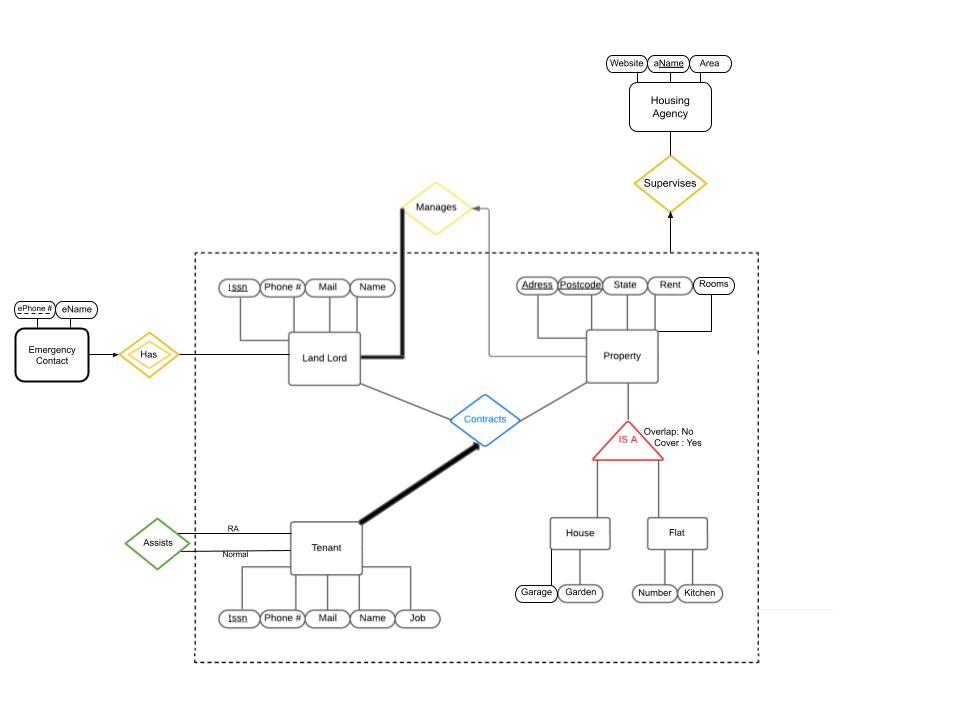 Website aName Area
Housing
Agency
Supervises
Manages
!ssn Phone # Mail Name
Adress Postcode State Rent Rooms
ePhone # eName
Emergency
Contact
Has
Land Lord
Property
Contracts
IS A
Overlap: No
Cover : Yes
Assists
RA
Normal
Tenant
House
Flat
Garage Garden
Number Kitchen
!ssn Phone # Mail Name Job